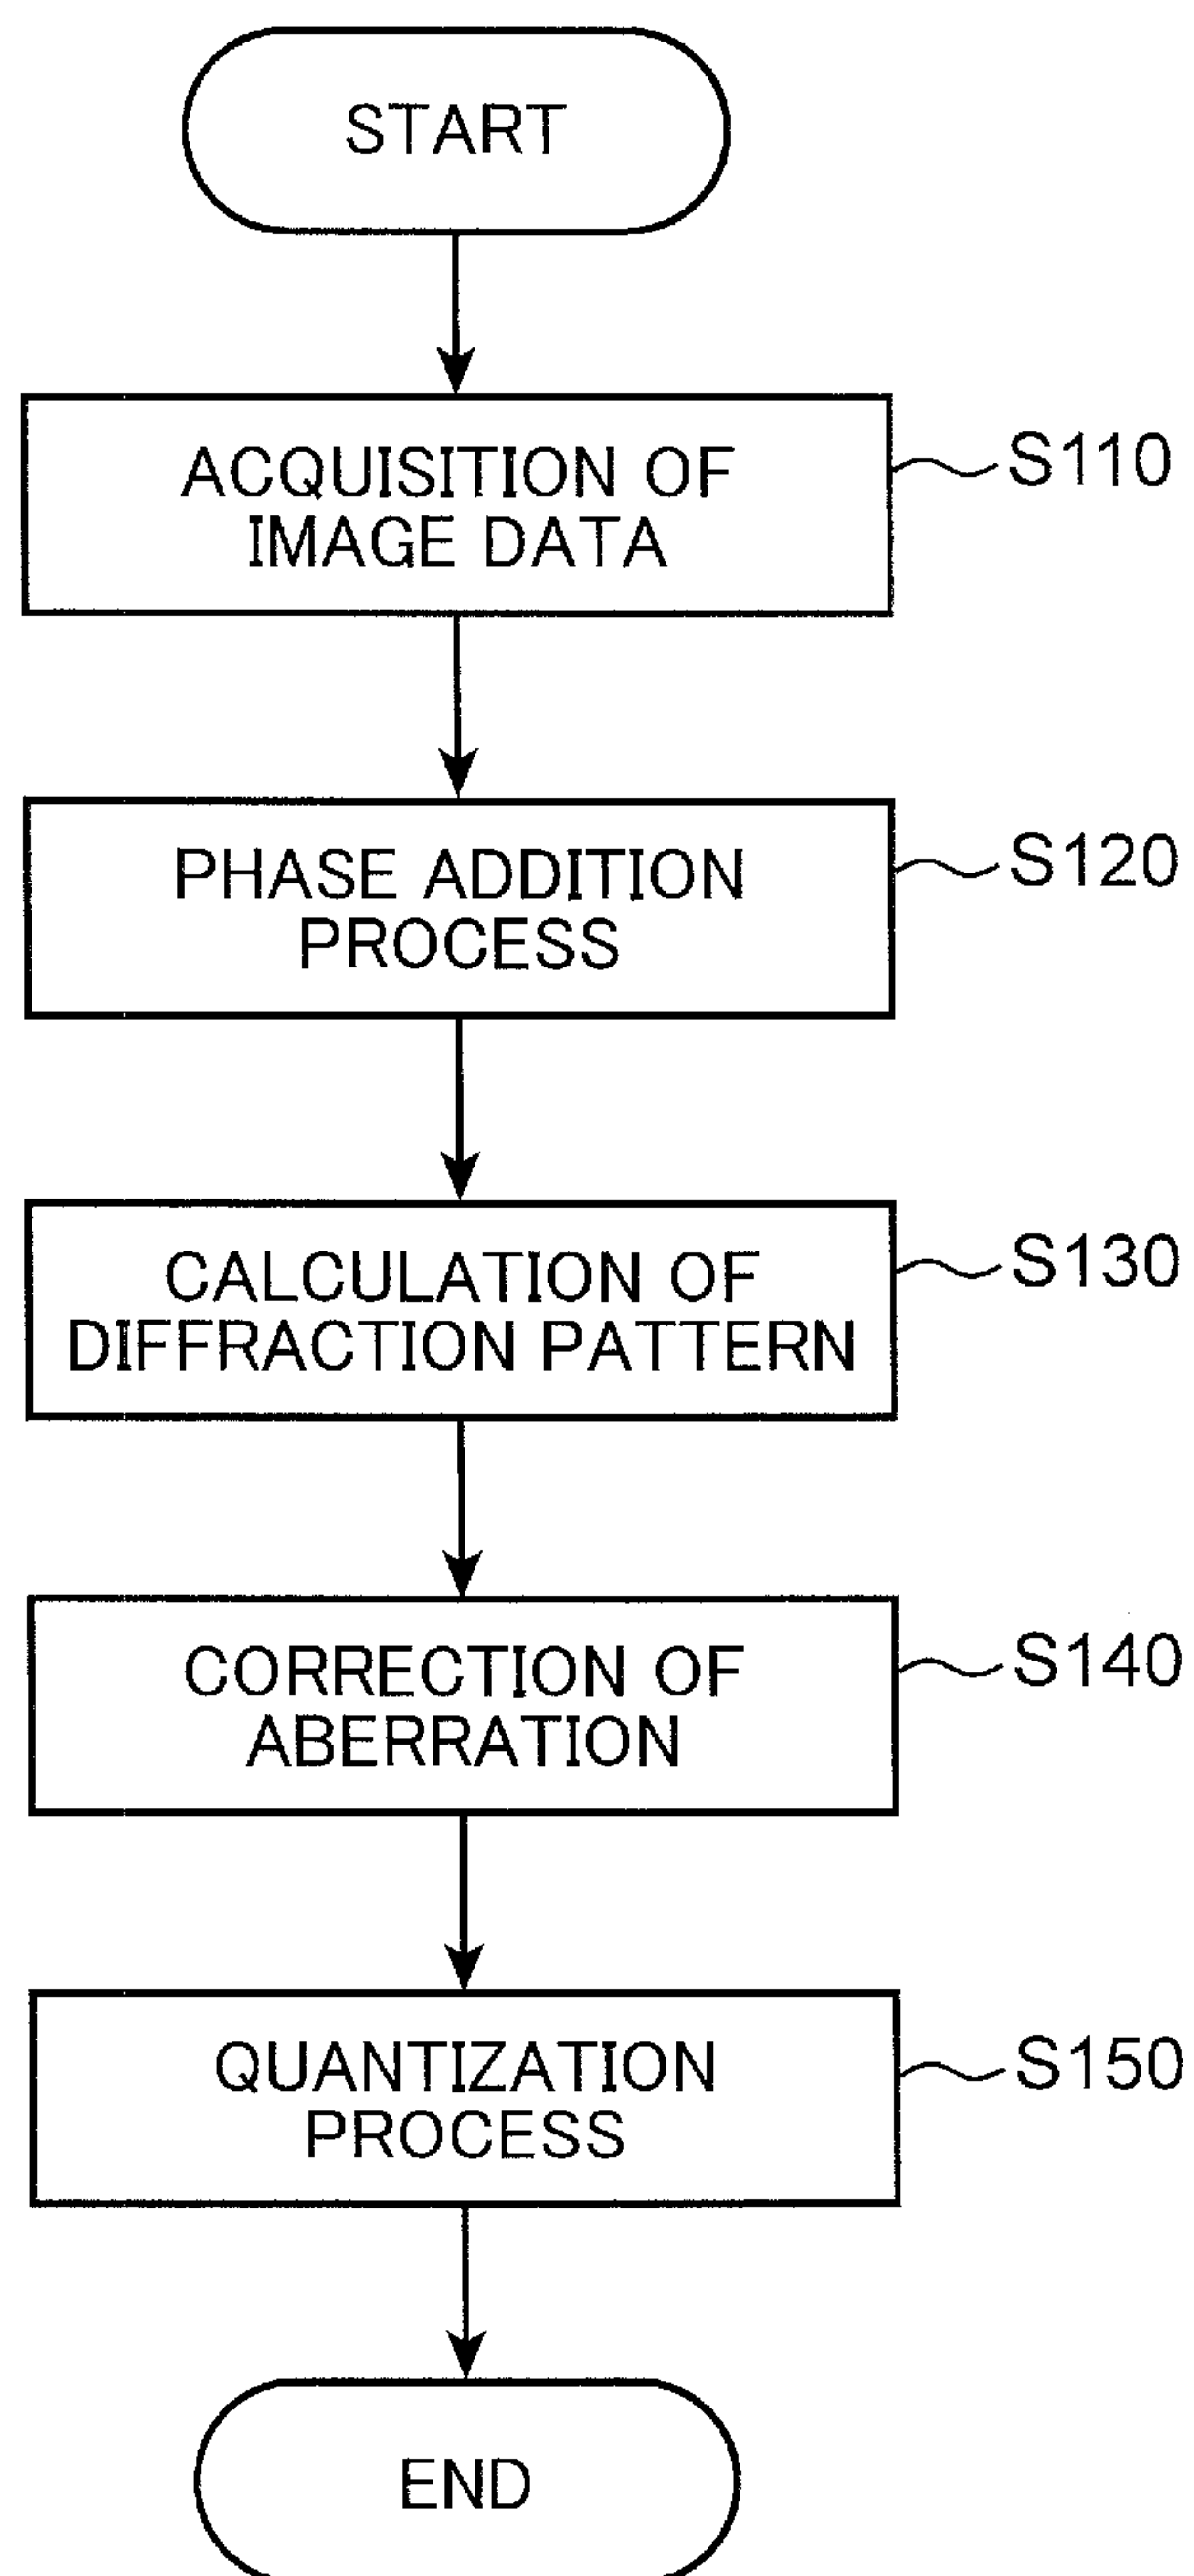 START
ACQUISITION OF
IMAGE DATA
S110
PHASE ADDITION
PROCESS
S120
CALCULATION OF
DIFFRACTION PATTERN
S130
CORRECTION OF
ABERRATION
S140
QUANTIZATION
PROCESS
S150
END